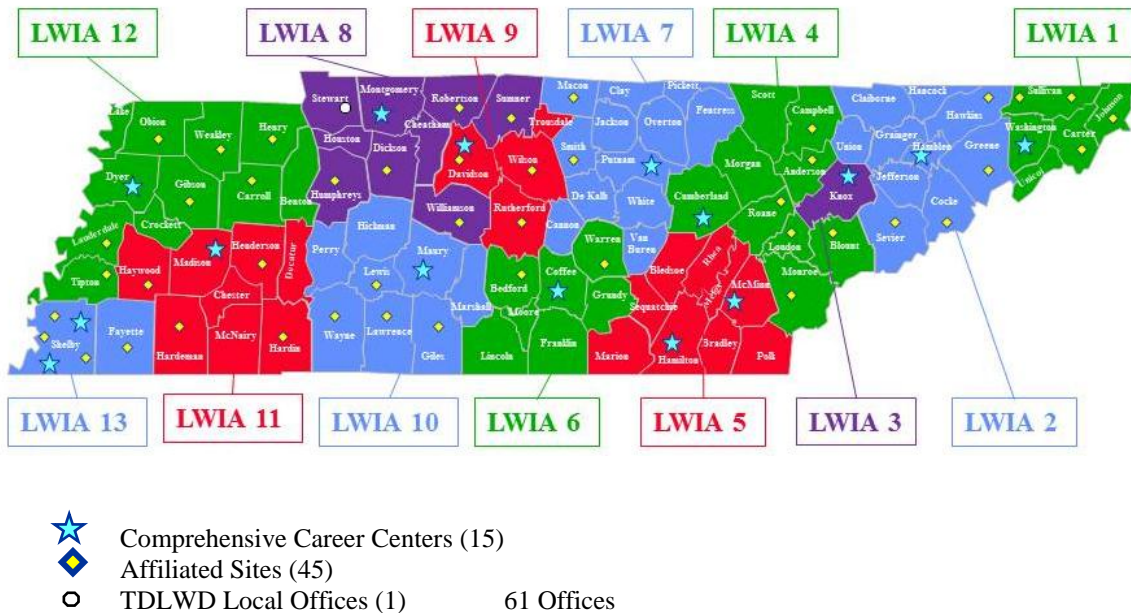 LWIA 12
LWIA 8
LWIA 9
LWIA 7
LWIA 4
LWIA 1
Lake
Obion
Weakley
Henry
Dyer
Gibson
Carroll
Benton
Crockett
Lauderdale
Tipton
Haywood
Madison
Henderson
Decatur
Chester
Shelby
Fayette
Hardeman
McNairy
Hardin
Stewart
Montgomery
Robertson
Sumner
Cheatham
Houston
Dickson
Humphreys
Williamson
Trousdale
Davidson
Wilson
Rutherford
Hickman
Perry
Maury
Lewis
Marshall
Wayne
Lawrence
Giles
Macon
Clay
Pickett
Jackson
Overton
Fentress
Smith
Putnam
De Kalb
White
Cannon
Van
Buren
Warren
Bedford
Coffee
Grundy
Moore
Lincoln
Franklin
Scott
Campbell
Morgan
Anderson
Cumberland
Roane
Loudon
Blount
Monroe
Bledsoe
Rhea
Meigs
McMinn
Sequatchie
Marion
Hamilton
Bradley
Polk
Claiborne
Hancock
Hawkins
Union
Grainger
Hamblen
Greene
Knox
Jefferson
Cocke
Sevier
Sullivan
Johnson
Washington
Carter
Unicoi
LWIA 13
LWIA 11
LWIA 10
LWIA 6
LWIA 5
LWIA 3
LWIA 2
Comprehensive Career Centers (15)
Affiliated Sites (45)
TDLWD Local Offices (1) 61 Offices